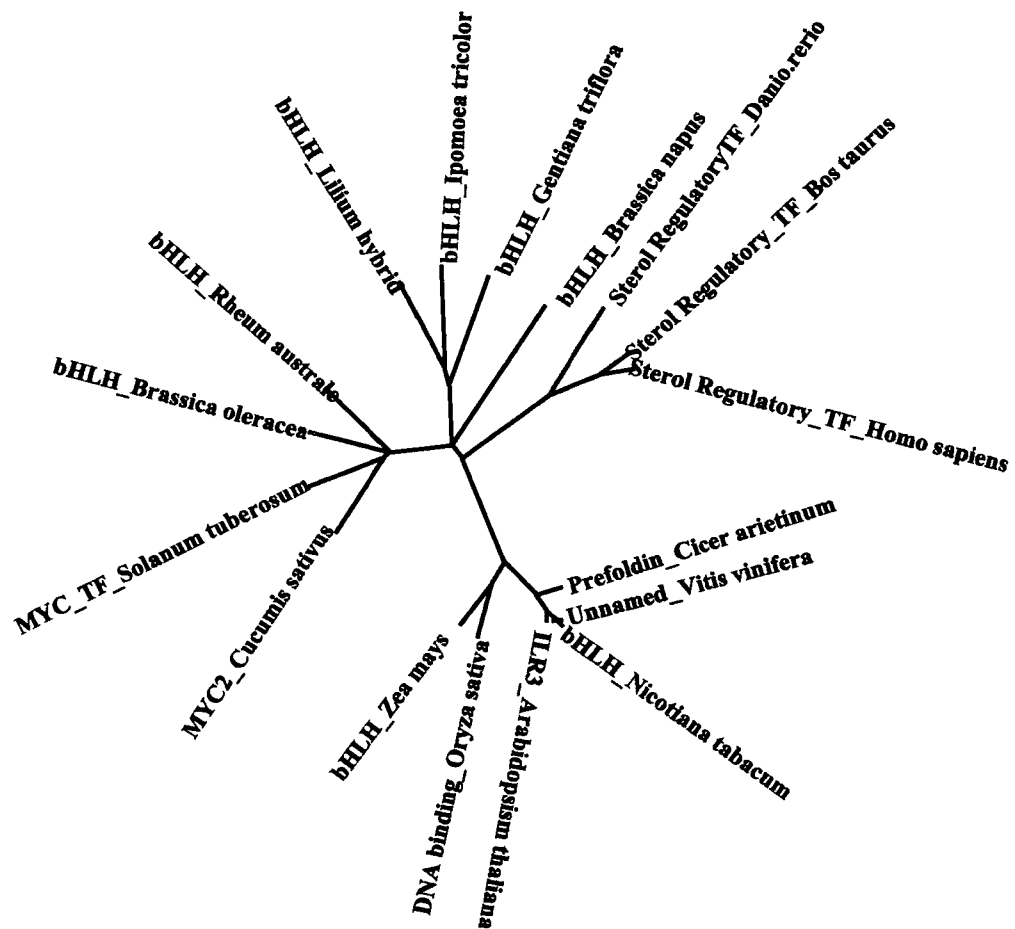 bHLH_Ipomoea tricolor
bHLH_Gentiana triflora
bHLH_Brassica napus
Sterol RegulatoryTF_Danio.rerio
Sterol Regulatory_TF_Bos taurus
Sterol Regulatory_TF_Homo sapiens
Prefoldin_Cicer arietinum
Unnamed_Vitis vinifera
bHLH_Nicotiana tabacum
ILR3_Arabidopsism thaliana
DNA binding_Oryza sativa
bHLH_Zea mays
MYC2_Cucumis sativus
MYC_TF_Solanum tuberosum
bHLH_Brassica oleracea
bHLH_Rheum australe
bHLH_Lilium hybrid